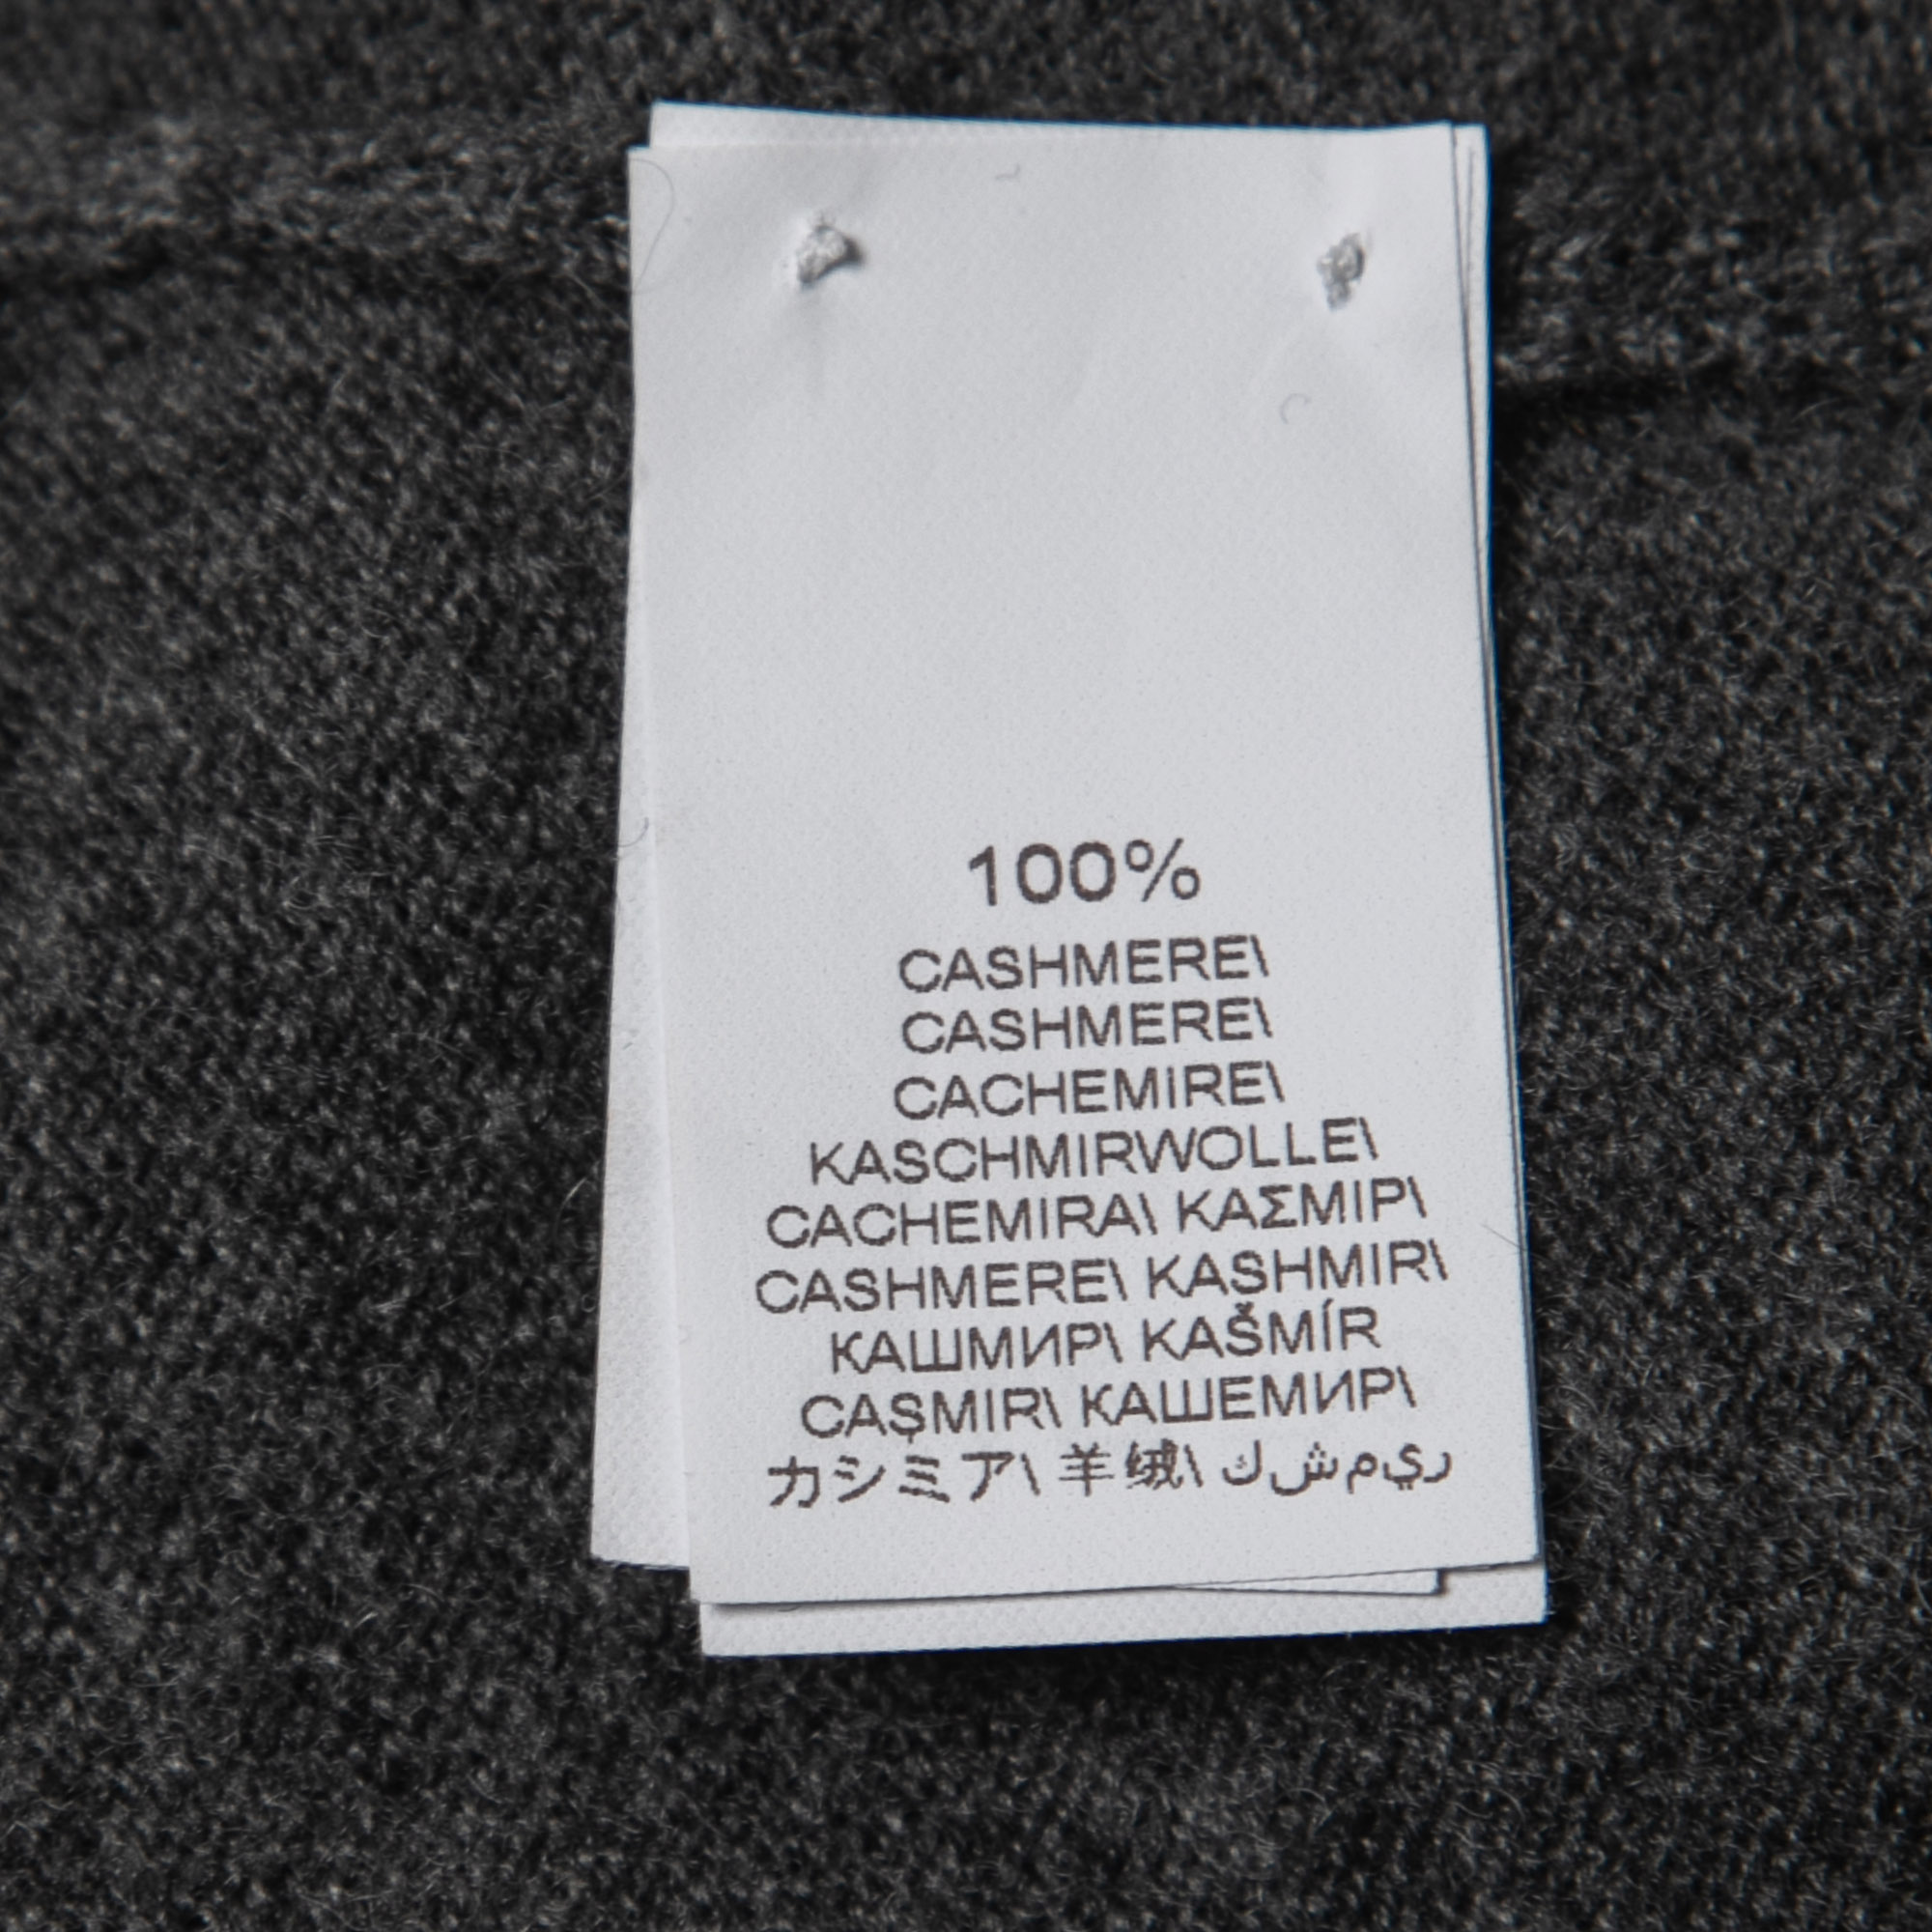 100%
CASHMERE\
CASHMERE\
CACHEMIRE\
KASCHMIRWOLLE\
CACHEMIRA\ ΚΑΣΜΙΡ\
CASHMERE\ KASHMIR\
КАШМИР\ KAŠMÍR
CAȘMIR\ КАШЕМИР\
カシミア\ 羊绒\ ك‌ش‌م‌ي‌ر